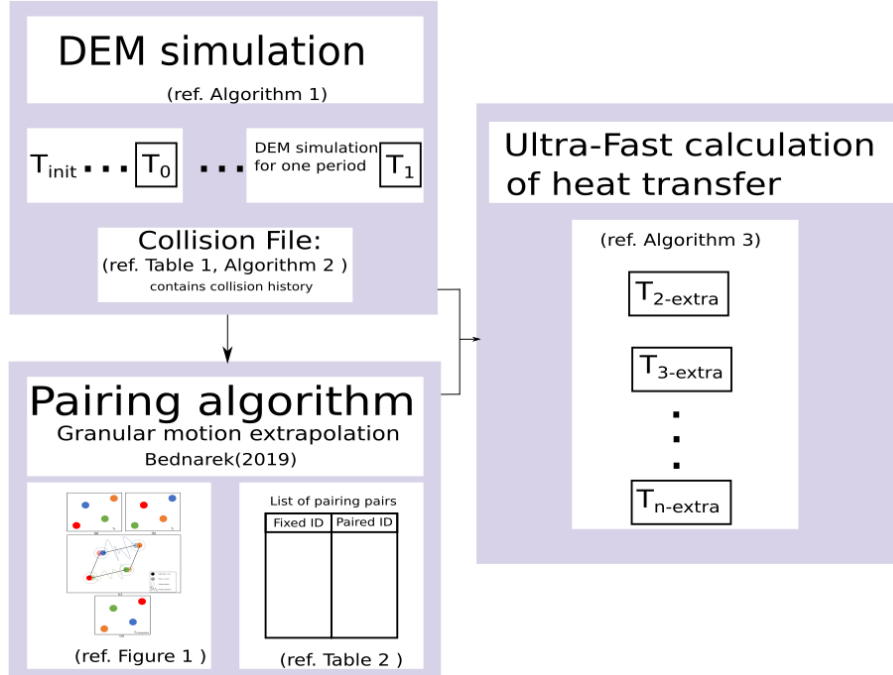 DEM simulation
(ref. Algorithm 1)
T_init ... T_0 ...
DEM simulation
for one period T_1
Collision File:
(ref. Table 1, Algorithm 2 )
contains collision history
Pairing algorithm
Granular motion extrapolation
Bednarek(2019)
(ref. Figure 1 )
List of pairing pairs
Fixed ID Paired ID
(ref. Table 2 )
Ultra-Fast calculation
of heat transfer
(ref. Algorithm 3)
T_2-extra
T_3-extra
T_n-extra